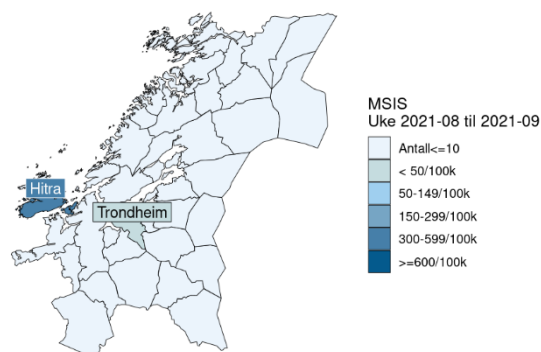 MSIS
Uke 2021-08 til 2021-09
Antall<=10
< 50/100k
50-149/100k
150-299/100k
300-599/100k
>=600/100k
Hitra
Trondheim